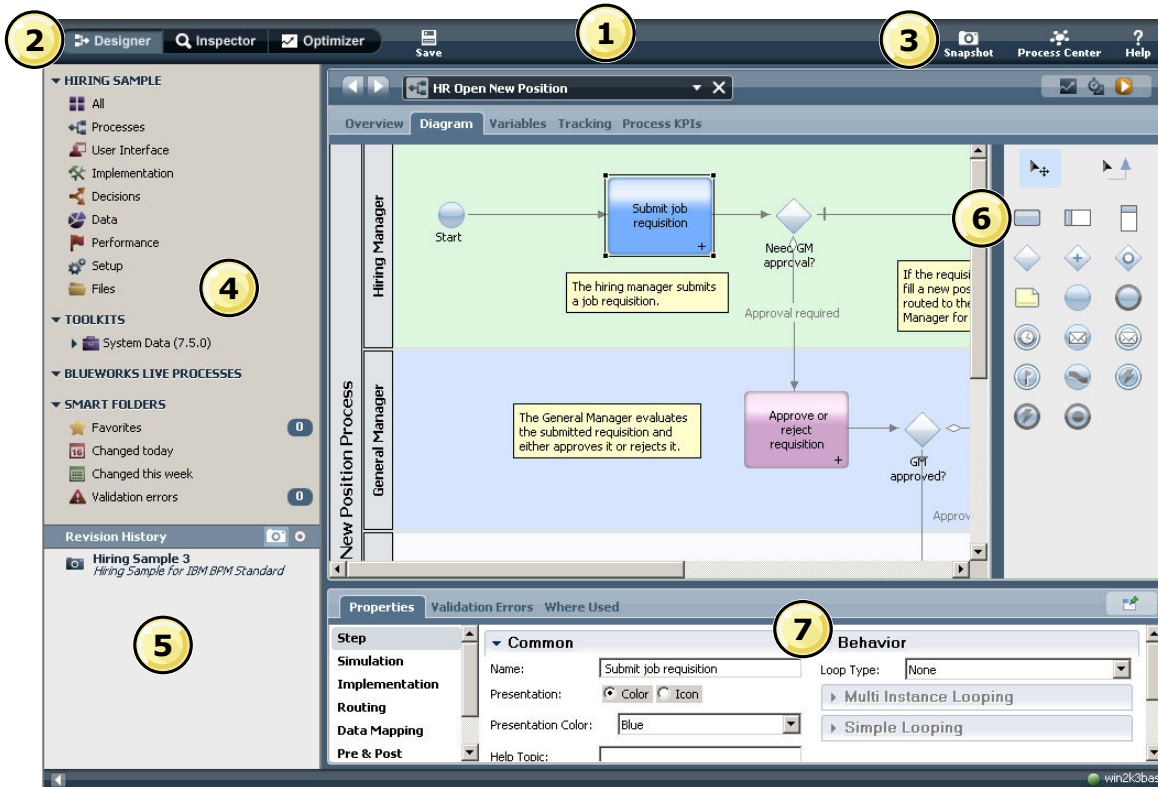 1
2
Designer
Inspector
Optimizer
Save
3
Snapshot
Process Center
Help
HIRING SAMPLE
All
Processes
User Interface
Implementation
Decisions
Data
Performance
Setup
Files
4
TOOLKITS
System Data (7.5.0)
BLUEWORKS LIVE PROCESSES
SMART FOLDERS
Favorites
0
16
Changed today
Changed this week
Validation errors
0
Revision History
Hiring Sample 3
Hiring Sample for IBM BPM Standard
5
HR Open New Position
Overview
Diagram
Variables
Tracking
Process KPIs
New Position Process
Hiring Manager
Start
Submit job
requisition
Need GM
approval?
The hiring manager submits
a job requisition.
If the requisi
fill a new pos
routed to the
Manager for
Approval required
General Manager
The General Manager evaluates
the submitted requisition and
either approves it or rejects it.
Approve or
reject
requisition
GM
approved?
Approv
6
Properties
Validation Errors
Where Used
7
Step
Simulation
Implementation
Routing
Data Mapping
Pre & Post
Common
Name:
Submit job requisition
Presentation:
Color
Icon
Presentation Color:
Blue
Help Topic:
Behavior
Loop Type:
None
Multi Instance Looping
Simple Looping
win2k3bas